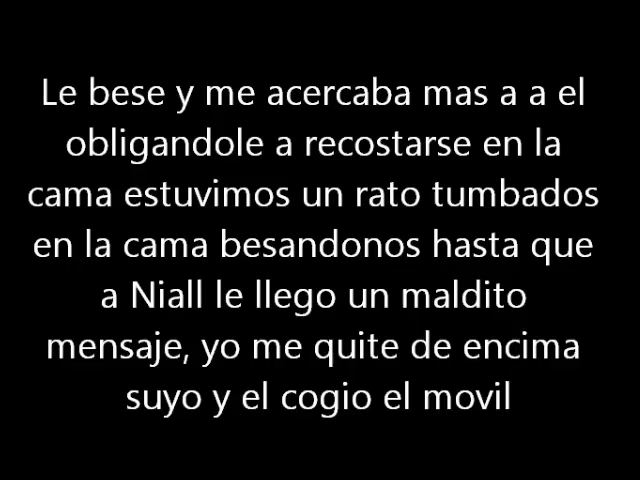 Le bese y me acercaba mas a a el
obligandole a recostarse en la
cama estuvimos un rato tumbados
en la cama besandonos hasta que
a Niall le llego un maldito
mensaje, yo me quite de encima
suyo y el cogio el movil